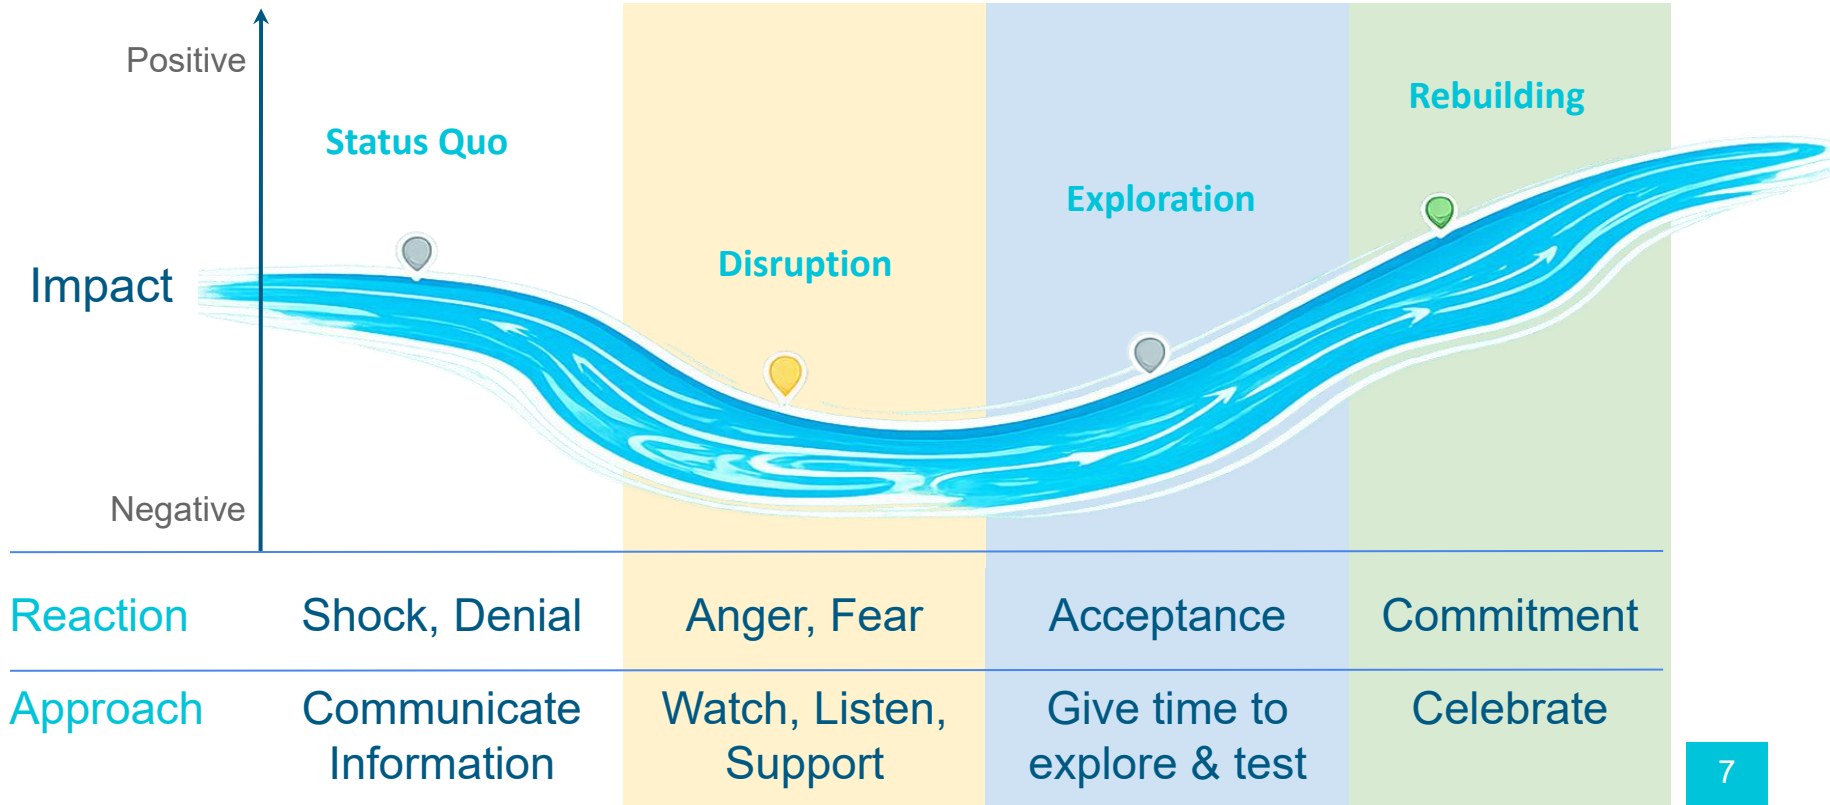 Positive
Status Quo
Rebuilding
Exploration
Disruption
Impact
Negative
Reaction
Shock, Denial
Anger, Fear
Acceptance
Commitment
Approach
Communicate
Information
Watch, Listen,
Support
Give time to
explore & test
Celebrate
7